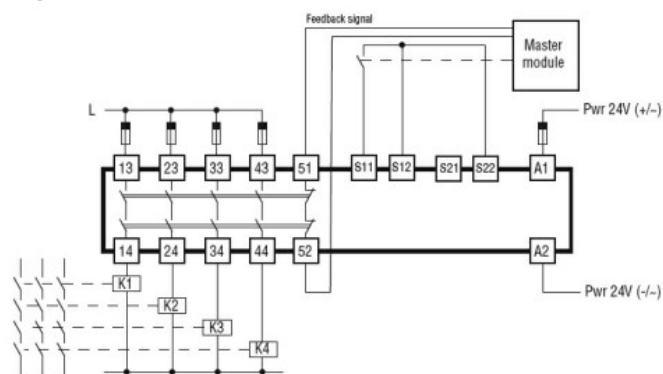 Feedback signal
Master
module
L
Pwr 24V (+/~)
13 23 33 43 51 S11 S12 S21 S22 A1
14 24 34 44 52 A2
K1
Pwr 24V (-/~)
K2
K3
K4